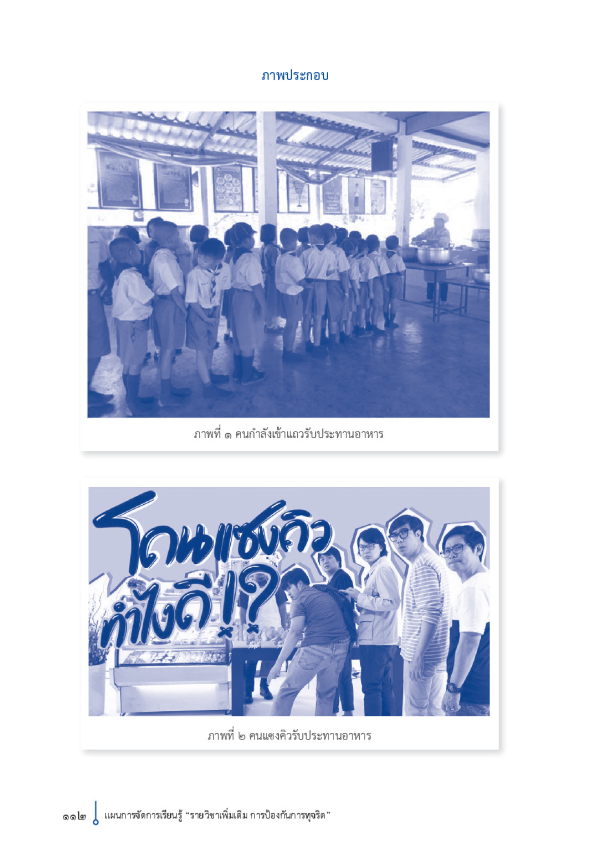 ภาพประกอบ
ภาพที่ ๑ คนกำลังเข้าแถวรับประทานอาหาร
โดนแซงคิว
ทำไงดี!?
ภาพที่ ๒ คนแซงคิวรับประทานอาหาร
๑๑๒ แผนการจัดการเรียนรู้ “รายวิชาเพิ่มเติม การป้องกันการทุจริต”